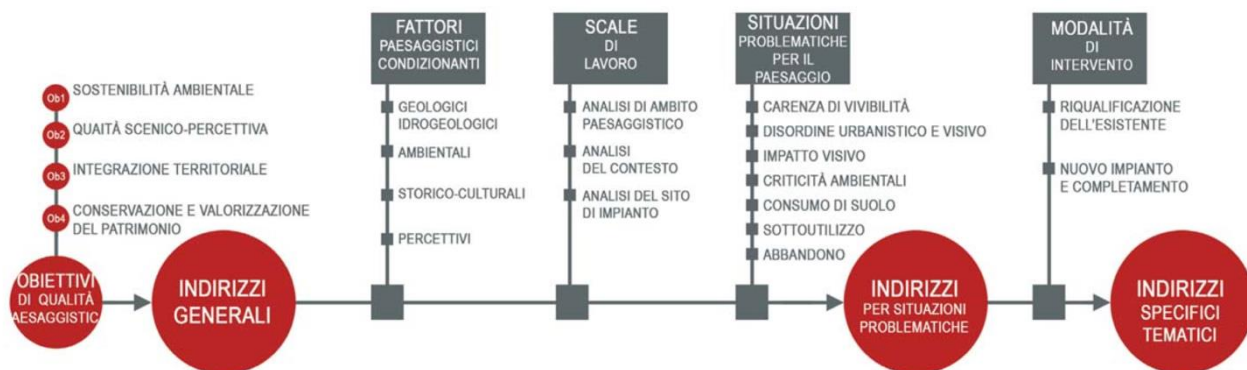 Ob1
SOSTENIBILITÀ AMBIENTALE
Ob2
QUAITÀ SCENICO-PERCETTIVA
Ob3
INTEGRAZIONE TERRITORIALE
Ob4
CONSERVAZIONE E VALORIZZAZIONE
DEL PATRIMONIO
OBIETTIVI
DI QUALITÀ
AESAGGISTIC
INDIRIZZI
GENERALI
FATTORI
PAESAGGISTICI
CONDIZIONANTI
GEOLOGICI
IDROGEOLOGICI
AMBIENTALI
STORICO-CULTURALI
PERCETTIVI
SCALE
DI
LAVORO
ANALISI DI AMBITO
PAESAGGISTICO
ANALISI
DEL CONTESTO
ANALISI DEL SITO
DI IMPIANTO
SITUAZIONI
PROBLEMATICHE
PER IL
PAESAGGIO
CARENZA DI VIVIBILITÀ
DISORDINE URBANISTICO E VISIVO
IMPATTO VISIVO
CRITICITÀ AMBIENTALI
CONSUMO DI SUOLO
SOTTOUTILIZZO
ABBANDONO
INDIRIZZI
PER SITUAZIONI
PROBLEMATICHE
MODALITÀ
DI
INTERVENTO
RIQUALIFICAZIONE
DELL'ESISTENTE
NUOVO IMPIANTO
E COMPLETAMENTO
INDIRIZZI
SPECIFICI
TEMATICI